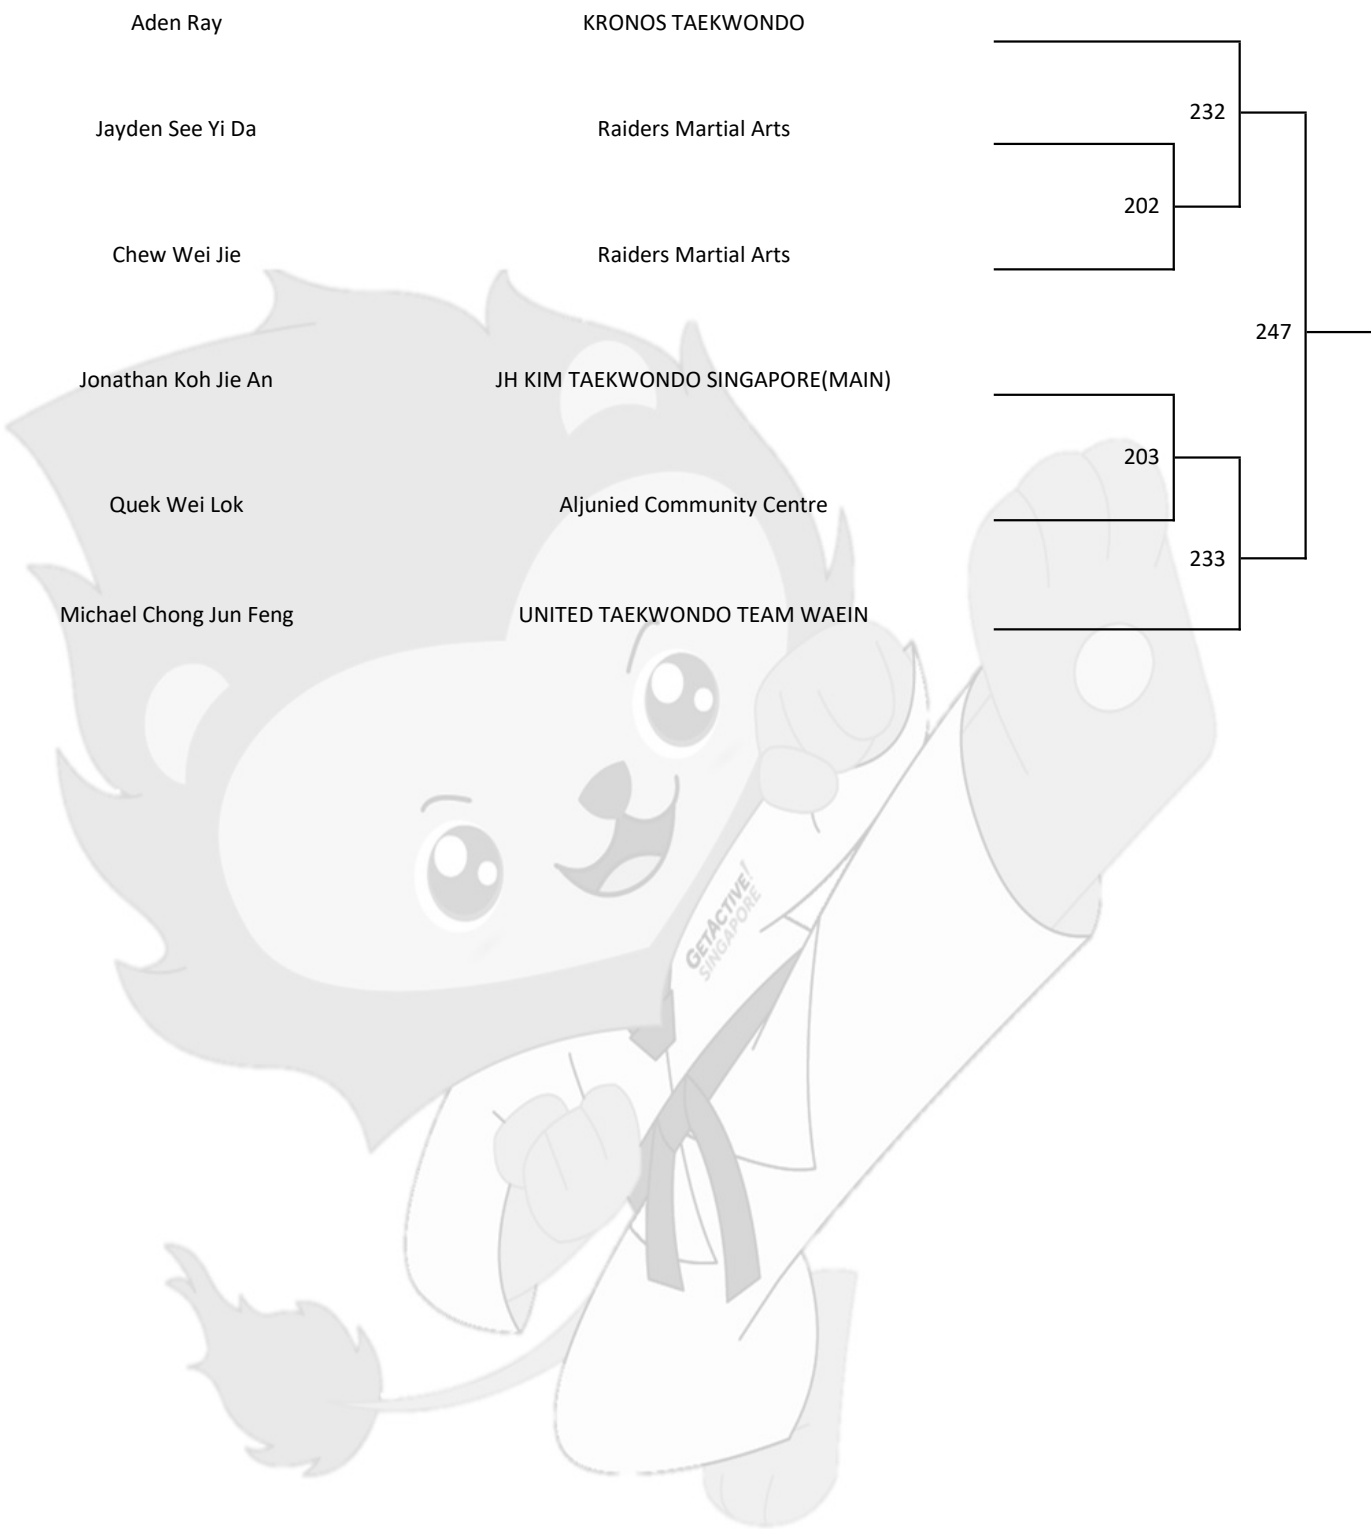 Aden Ray KRONOS TAEKWONDO
232
Jayden See Yi Da Raiders Martial Arts
202
Chew Wei Jie Raiders Martial Arts
247
Jonathan Koh Jie An JH KIM TAEKWONDO SINGAPORE(MAIN)
203
Quek Wei Lok Aljunied Community Centre
233
Michael Chong Jun Feng UNITED TAEKWONDO TEAM WAEIN
GETACTIVE!
SINGAPORE